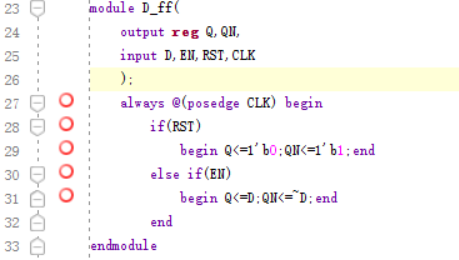 23 module D_ff(
24 output reg Q,QN,
25 input D,EN,RST,CLK
26 );
27 always @(posedge CLK) begin
28 if(RST)
29 begin Q<=1'b0;QN<=1'b1;end
30 else if(EN)
31 begin Q<=D;QN<=~D;end
32 end
33 endmodule